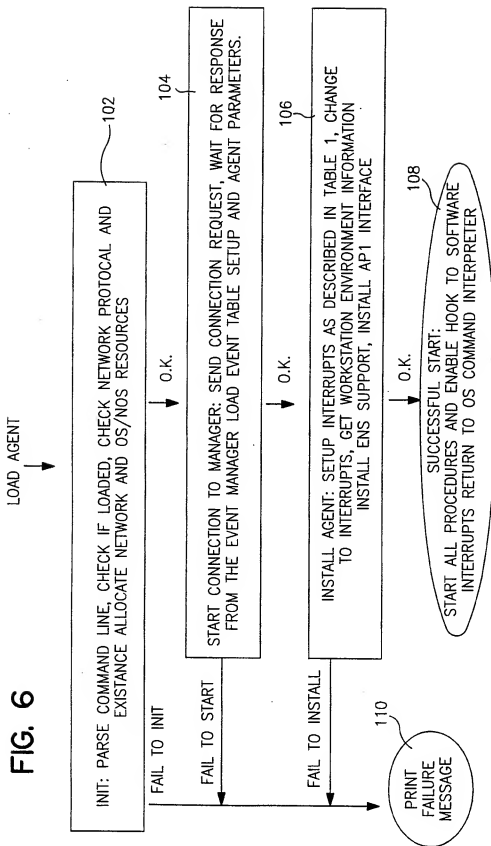 FIG. 6
LOAD AGENT
102
INIT: PARSE COMMAND LINE, CHECK IF LOADED, CHECK NETWORK PROTOCAL AND
EXISTANCE ALLOCATE NETWORK AND OS/NOS RESOURCES
FAIL TO INIT
O.K.
104
START CONNECTION TO MANAGER: SEND CONNECTION REQUEST, WAIT FOR RESPONSE
FROM THE EVENT MANAGER LOAD EVENT TABLE SETUP AND AGENT PARAMETERS.
FAIL TO START
O.K.
106
INSTALL AGENT: SETUP INTERRUPTS AS DESCRIBED IN TABLE 1, CHANGE
TO INTERRUPTS, GET WORKSTATION ENVIRONMENT INFORMATION
INSTALL ENS SUPPORT, INSTALL AP1 INTERFACE
FAIL TO INSTALL
O.K.
110
PRINT
FAILURE
MESSAGE
108
SUCCESSFUL START:
START ALL PROCEDURES AND ENABLE HOOK TO SOFTWARE
INTERRUPTS RETURN TO OS COMMAND INTERPRETER